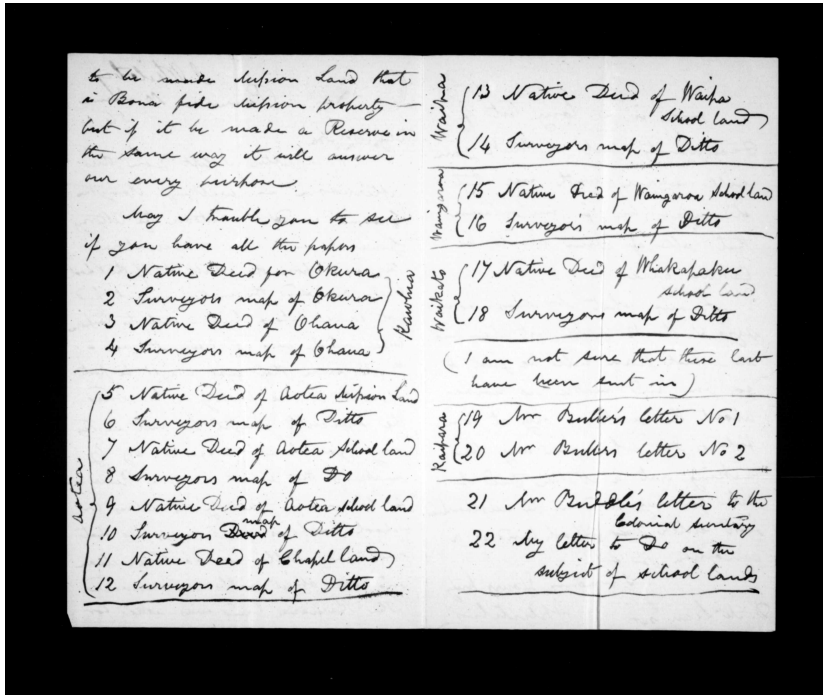 to be made Mission Land that
is Bona fide Mission property —
but if it be made a Reserve in
the same way it will answer
our every purpose.
May I trouble you to see
if you have all the papers
1 Native Deed for Okura
2 Surveyors map of Okura
3 Native Deed of Ohaua
4 Surveyors map of Ohaua
Kawhia
Aotea
5 Native Deed of Aotea Mission Land
6 Surveyors map of Ditto
7 Native Deed of Aotea School land
8 Surveyors map of Do
9 Native Deed of Aotea School land
map
10 Surveyors Deed of Ditto
11 Native Deed of Chapel land
12 Surveyors map of Ditto
Waipa
13 Native Deed of Waipa
School land
14 Surveyors map of Ditto
Waingaroa
15 Native Deed of Waingaroa School land
16 Surveyor's map of Ditto
Waikato
17 Native Deed of Whakapaku
School land
18 Surveyors map of Ditto
(I am not sure that these last
have been sent in)
Kaipara
19 Mr Buller's letter No 1
20 Mr Bullers letter No 2
21 Mr Buddle's letter to the
Colonial Secretary
22 My letter to Do on the
subject of School lands